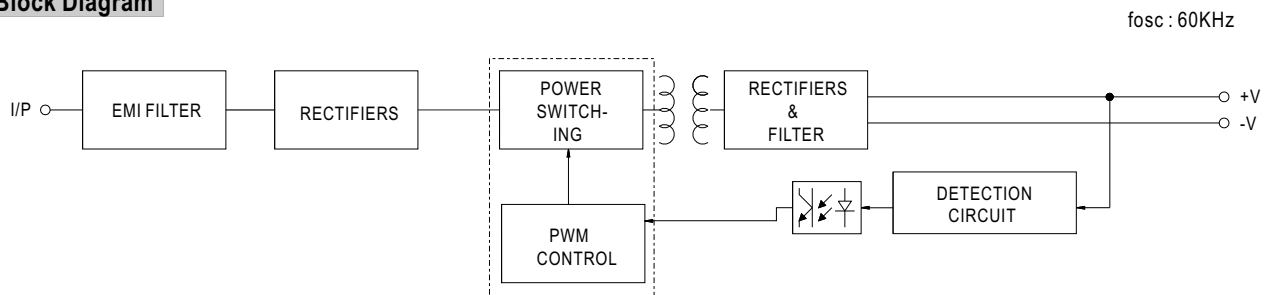 Block Diagram
fosc : 60KHz
I/P
EMI FILTER
RECTIFIERS
POWER
SWITCH-
ING
RECTIFIERS
&
FILTER
+V
-V
DETECTION
CIRCUIT
PWM
CONTROL